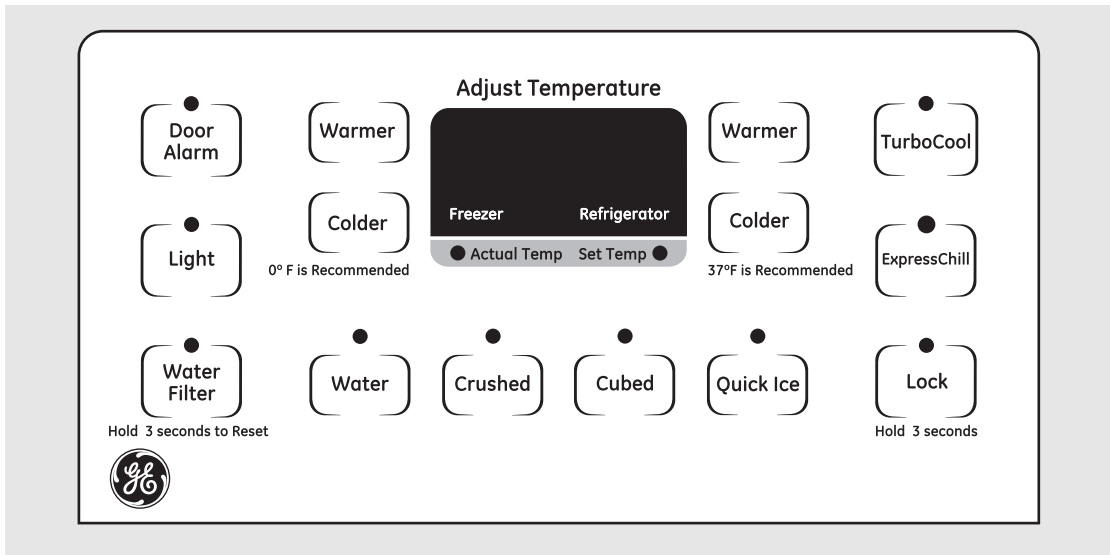 Adjust Temperature
Door
Alarm
Warmer
Warmer
TurboCool
Colder
Freezer
Refrigerator
Colder
Light
Actual Temp
Set Temp
ExpressChill
0º F is Recommended
37ºF is Recommended
Water
Filter
Water
Crushed
Cubed
Quick Ice
Lock
Hold 3 seconds to Reset
Hold 3 seconds
GE